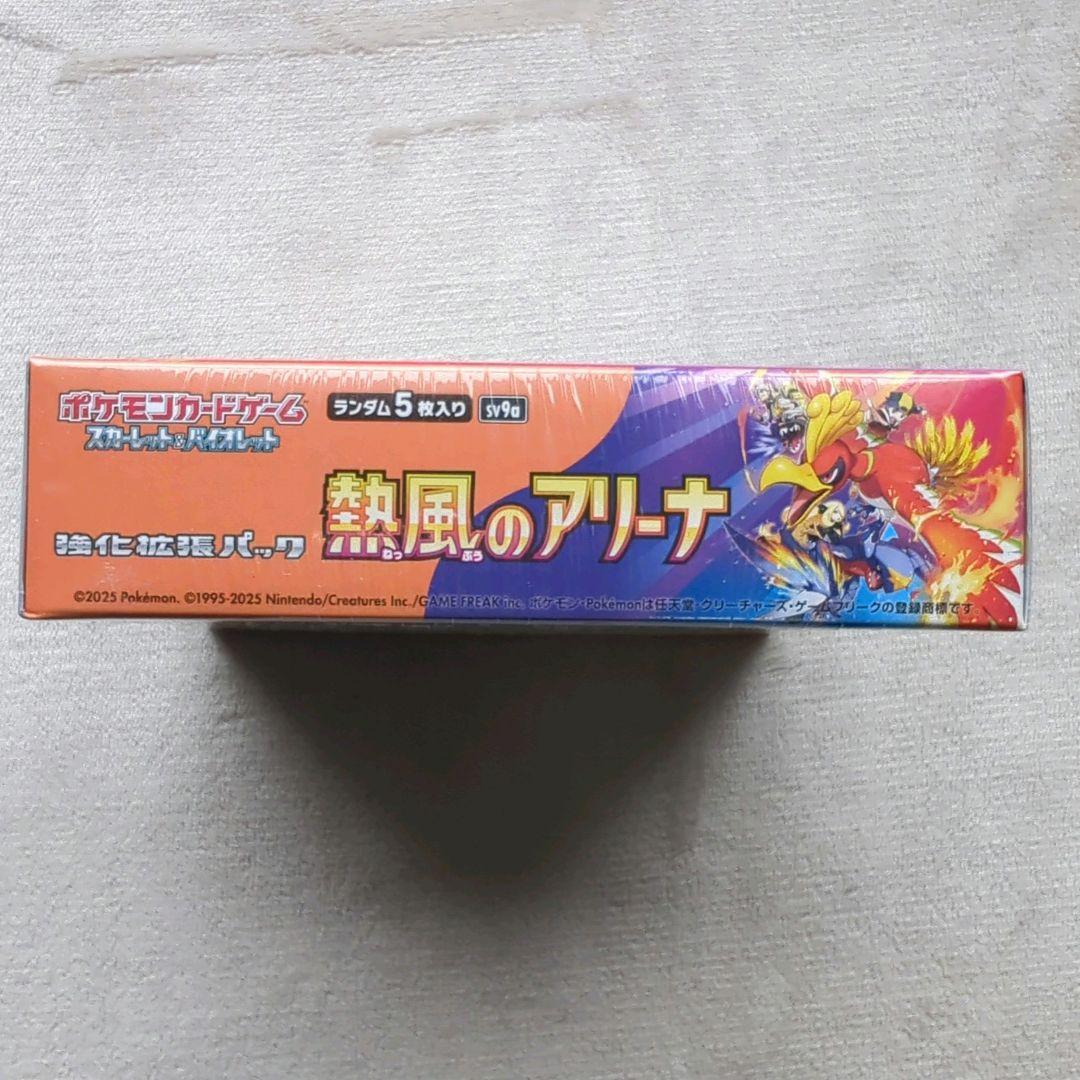 ポケモンカードゲーム
スカーレット&バイオレット
ランダム5枚入り sv9a
強化拡張パック
熱風のアリーナ
ねっ ぷう
©2025 Pokémon. ©1995-2025 Nintendo/Creatures Inc./GAME FREAK inc. ポケモン・Pokémonは任天堂・クリーチャーズ・ゲームフリークの登録商標です。